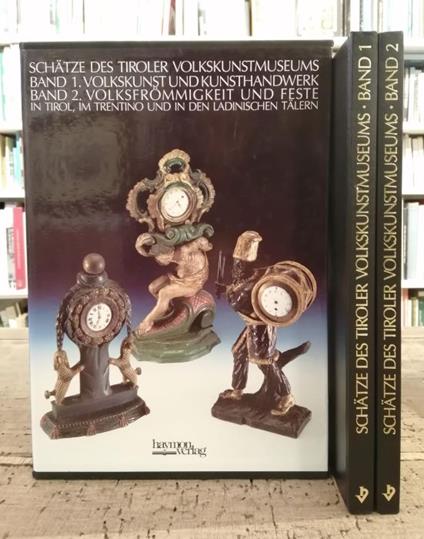 SCHÄTZE DES TIROLER VOLKSKUNSTMUSEUMS
BAND 1. VOLKSKUNST UND KUNSTHANDWERK
BAND 2. VOLKSFRÖMMIGKEIT UND FESTE
IN TIROL, IM TRENTINO UND IN DEN LADINISCHEN TÄLERN
haymon
verlag
SCHÄTZE DES TIROLER VOLKSKUNSTMUSEUMS · BAND 1
SCHÄTZE DES TIROLER VOLKSKUNSTMUSEUMS · BAND 2